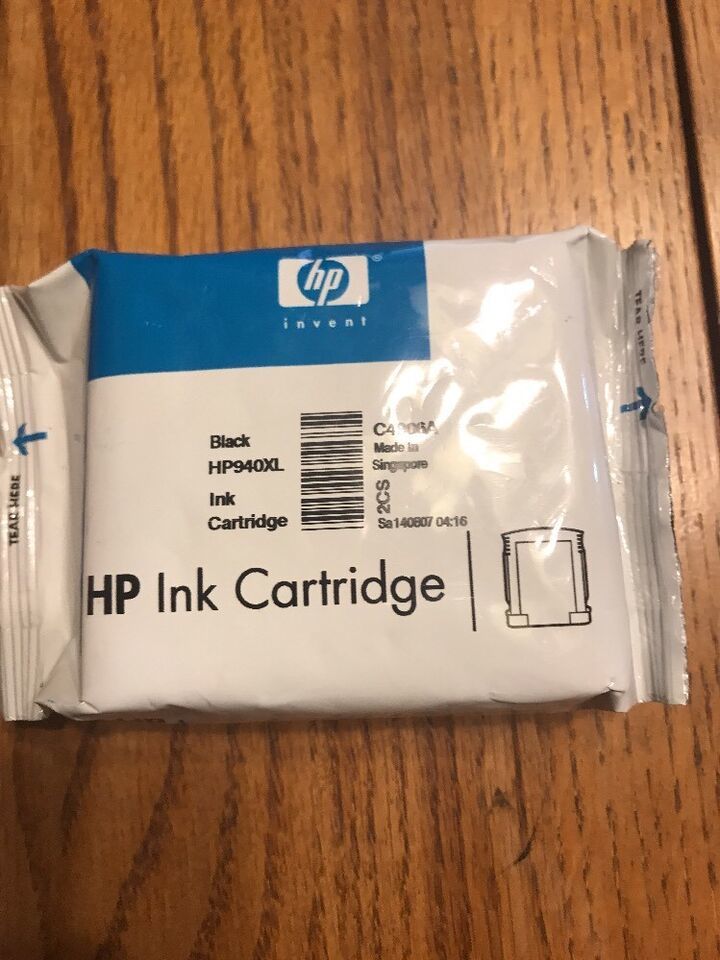 hp
®
invent
Black
HP940XL
Ink
Cartridge
Made in
Singapore
2CS
Sa140807 04:16
HP Ink Cartridge
TEAR HERE
TEAR HERE